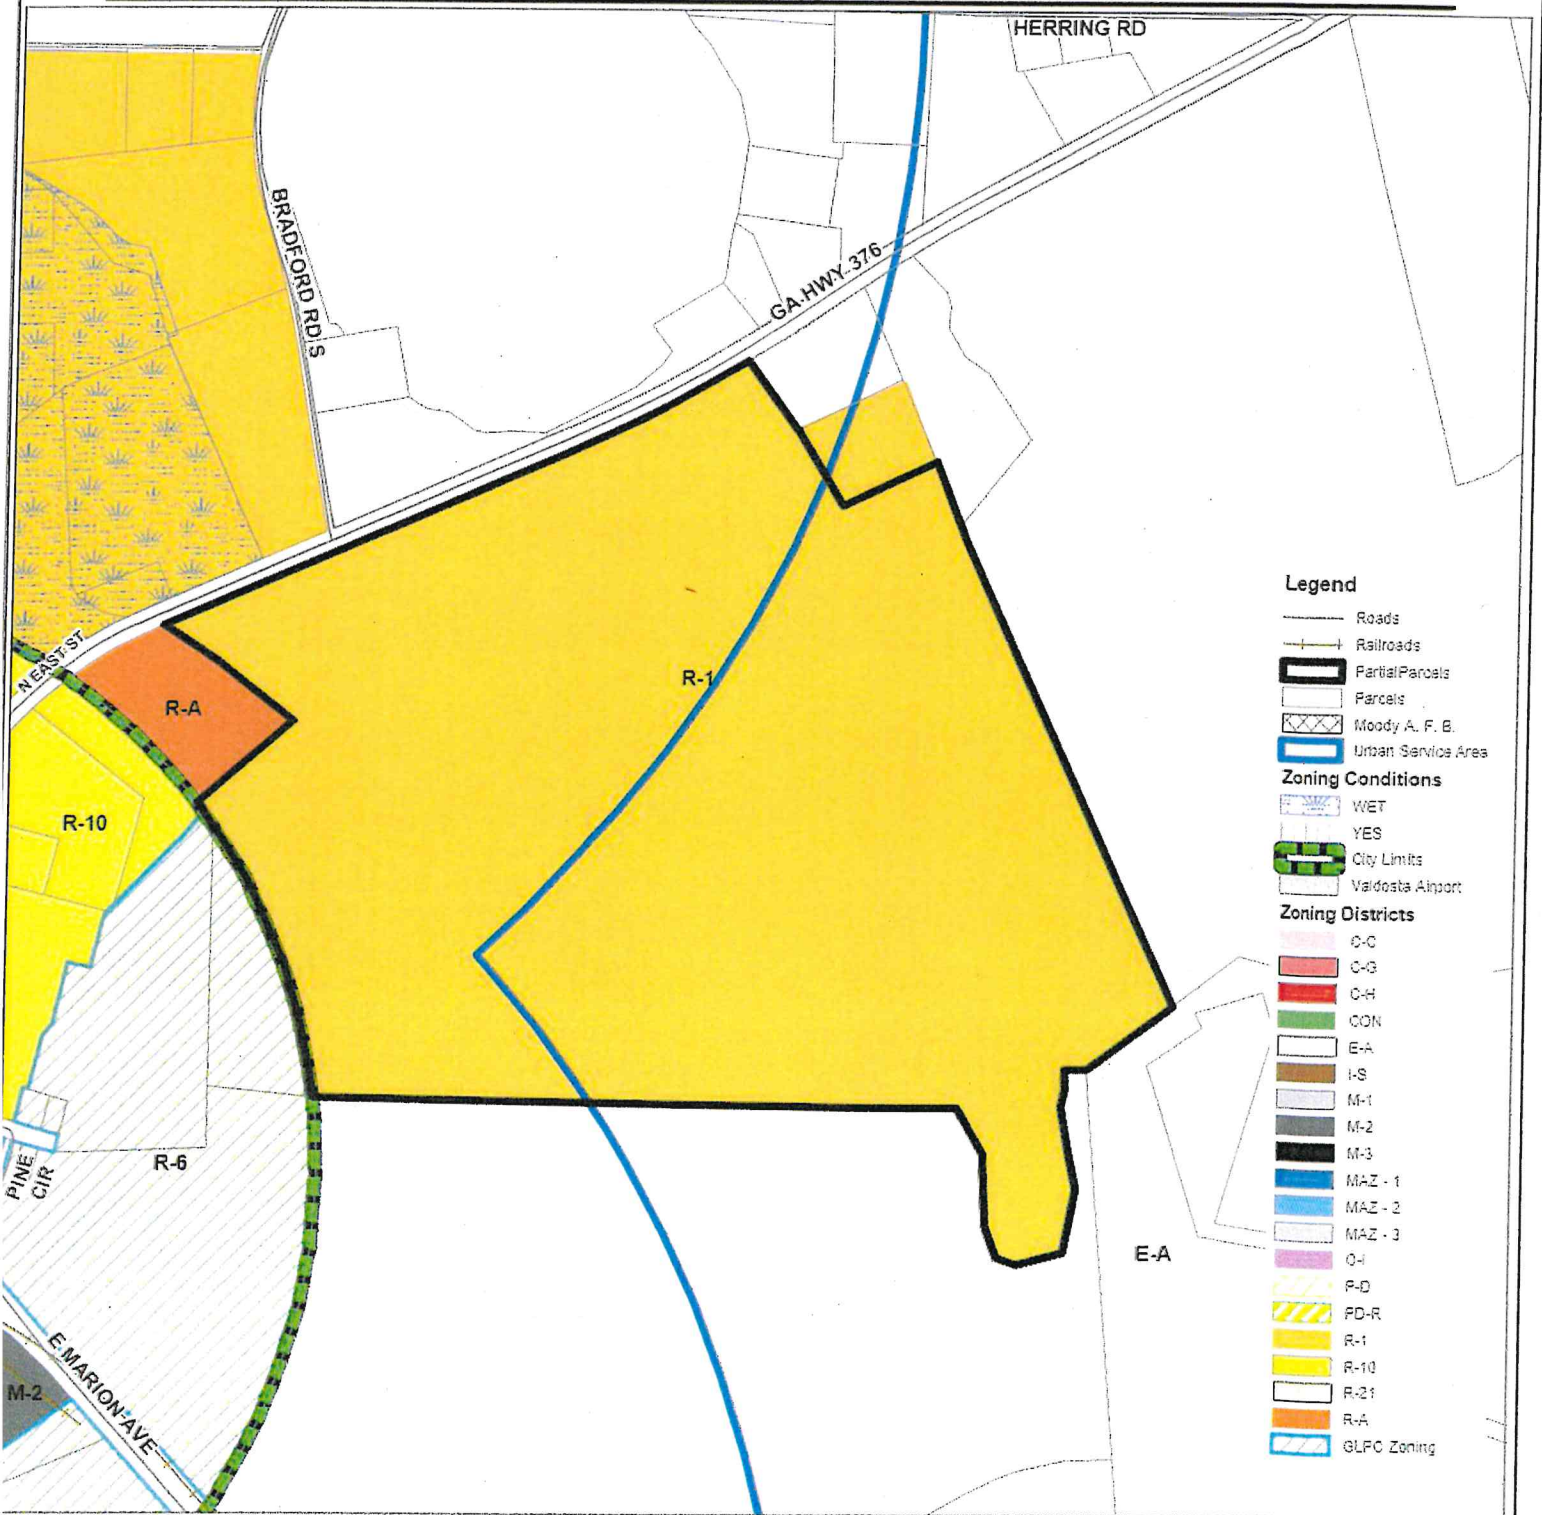 HERRING RD
BRADFORD RD S
GA HWY 376
N EAST ST
R-A
R-1
R-10
R-6
PINE
CIR
E-A
E MARION AVE
M-2
Legend
Roads
Railroads
PartialParcels
Parcels
Moody A. F. B.
Urban Service Area
Zoning Conditions
WET
YES
City Limits
Valdosta Airport
Zoning Districts
C-C
C-G
C-H
CON
E-A
I-S
M-1
M-2
M-3
MAZ - 1
MAZ - 2
MAZ - 3
O-I
P-D
PD-R
R-1
R-10
R-21
R-A
GLPC Zoning